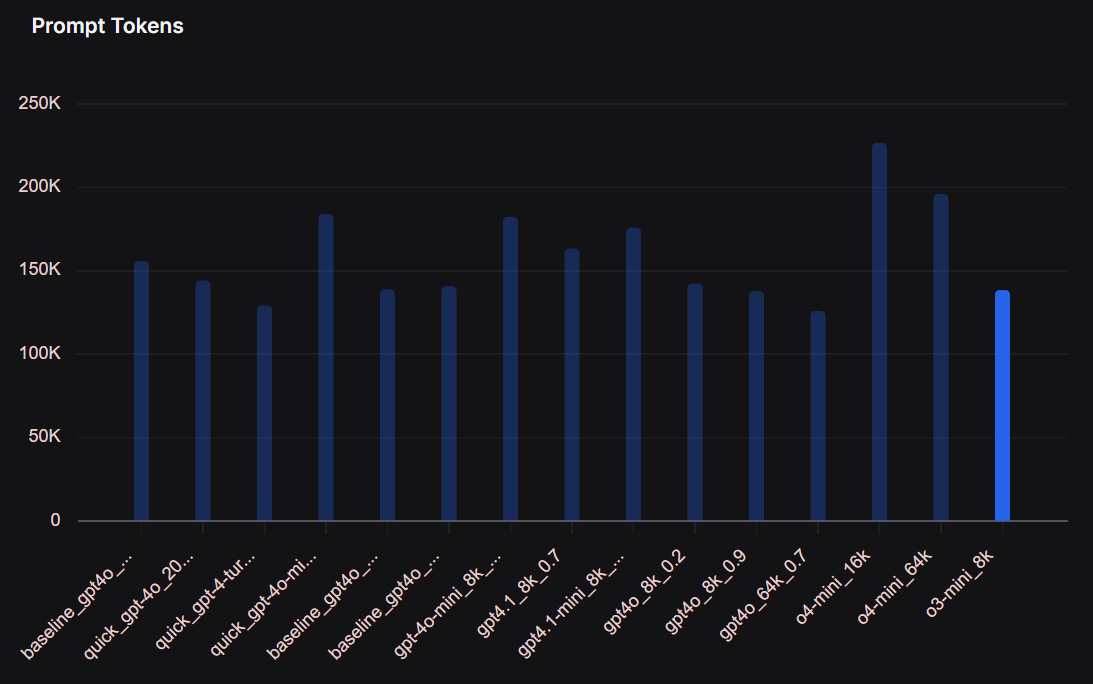 Prompt Tokens
250K
200K
150K
100K
50K
0
baseline_gpt4o_...
quick_gpt-4o_20...
quick_gpt-4-tur...
quick_gpt-4o-mi...
baseline_gpt4o_...
baseline_gpt4o_...
gpt-4o-mini_8k_...
gpt4.1_8k_0.7
gpt4.1-mini_8k_...
gpt4o_8k_0.2
gpt4o_8k_0.9
gpt4o_64k_0.7
o4-mini_16k
o4-mini_64k
o3-mini_8k